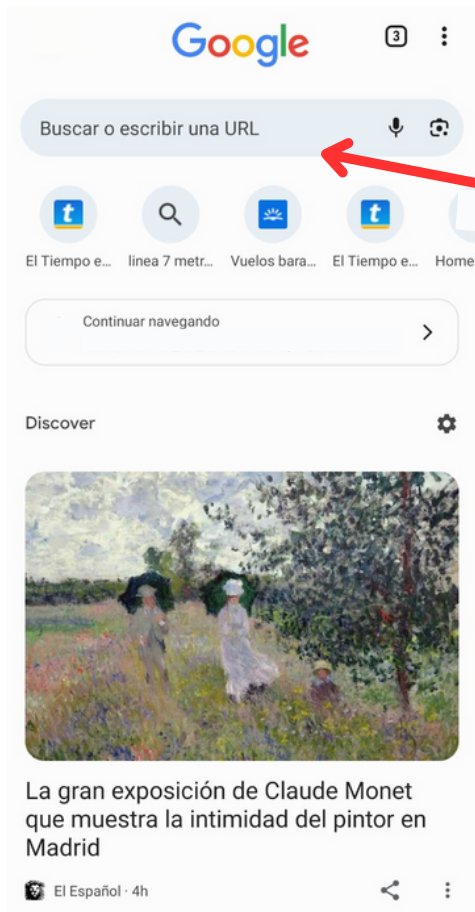 Google
3
Buscar o escribir una URL
t
t
El Tiempo e...
linea 7 metr...
Vuelos bara...
El Tiempo e...
Home
Continuar navegando
Discover
La gran exposición de Claude Monet
que muestra la intimidad del pintor en
Madrid
El Español · 4h